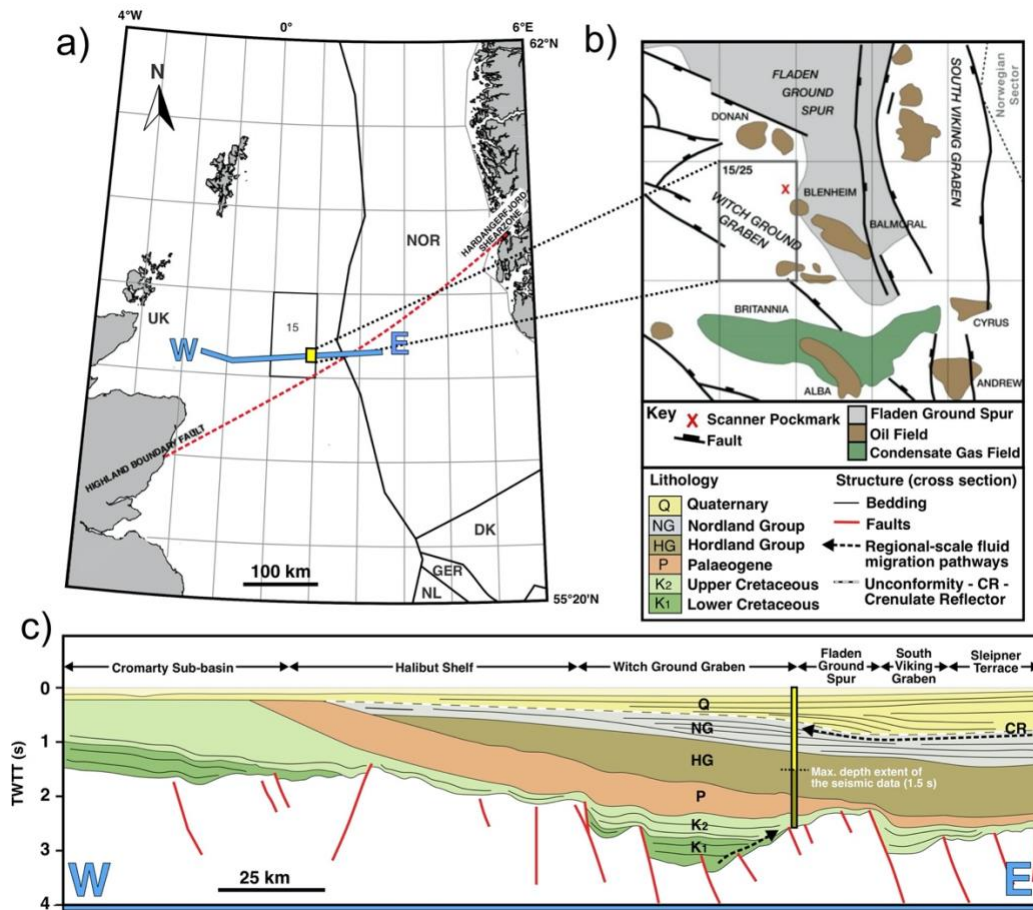 a)
4°W
0°
6°E
62°N
N
NOR
HARDANGERFJORD
SHEARZONE
UK
15
W
E
HIGHLAND BOUNDARY FAULT
DK
GER
NL
100 km
55°20'N
b)
FLADEN
GROUND
SPUR
SOUTH VIKING GRABEN
Norwegian
Sector
DONAN
15/25
X
BLENHEIM
WITCH GROUND
GRABEN
BALMORAL
BRITANNIA
CYRUS
ALBA
ANDREW
Key
X Scanner Pockmark
Fault
Fladen Ground Spur
Oil Field
Condensate Gas Field
Lithology
Q Quaternary
NG Nordland Group
HG Hordland Group
P Palaeogene
K2 Upper Cretaceous
K1 Lower Cretaceous
Structure (cross section)
Bedding
Faults
Regional-scale fluid
migration pathways
Unconformity - CR -
Crenulate Reflector
c)
Cromarty Sub-basin
Halibut Shelf
Witch Ground Graben
Fladen
Ground
Spur
South
Viking
Graben
Sleipner
Terrace
TWTT (s)
0
1
2
3
4
Q
NG
HG
P
K2
K1
CR
Max. depth extent of
the seismic data (1.5 s)
25 km
W
E